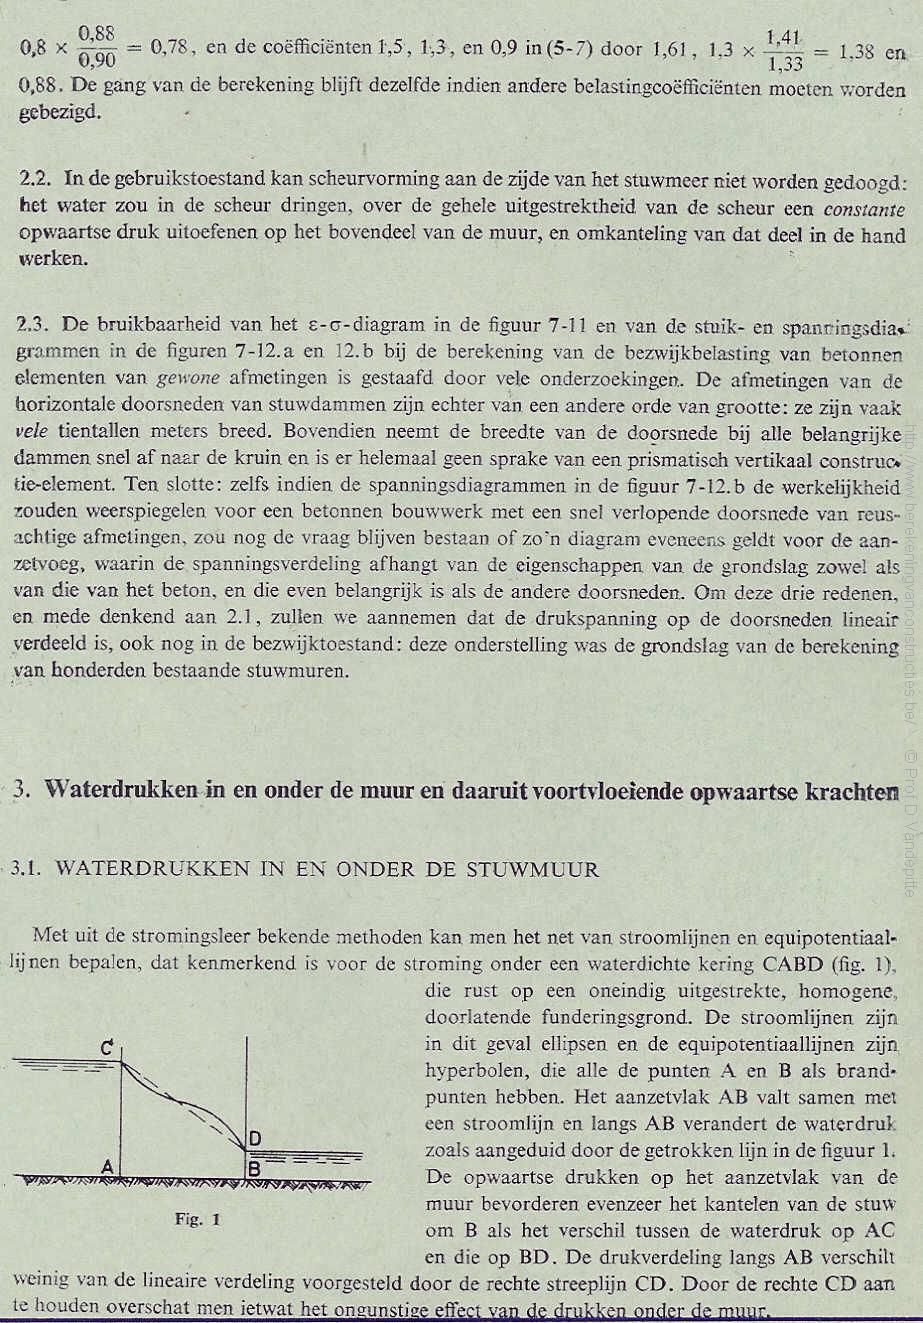 0,8 × 0,88/0,90 = 0,78, en de coëfficiënten 1,5, 1,3, en 0,9 in (5-7) door 1,61, 1,3 × 1,41/1,33 = 1,38 en
0,88. De gang van de berekening blijft dezelfde indien andere belastingcoëfficiënten moeten worden
gebezigd.
2.2. In de gebruikstoestand kan scheurvorming aan de zijde van het stuwmeer niet worden gedoogd:
het water zou in de scheur dringen, over de gehele uitgestrektheid van de scheur een constante
opwaartse druk uitoefenen op het bovendeel van de muur, en omkanteling van dat deel in de hand
werken.
2.3. De bruikbaarheid van het ε-σ-diagram in de figuur 7-11 en van de stuik- en spanningsdia-
grammen in de figuren 7-12.a en 12.b bij de berekening van de bezwijkbelasting van betonnen
elementen van gewone afmetingen is gestaafd door vele onderzoekingen. De afmetingen van de
horizontale doorsneden van stuwdammen zijn echter van een andere orde van grootte: ze zijn vaak
vele tientallen meters breed. Bovendien neemt de breedte van de doorsnede bij alle belangrijke
dammen snel af naar de kruin en is er helemaal geen sprake van een prismatisch vertikaal construc-
tie-element. Ten slotte: zelfs indien de spanningsdiagrammen in de figuur 7-12.b de werkelijkheid
zouden weerspiegelen voor een betonnen bouwwerk met een snel verlopende doorsnede van reus-
achtige afmetingen, zou nog de vraag blijven bestaan of zo'n diagram eveneens geldt voor de aan-
zetvoeg, waarin de spanningsverdeling afhangt van de eigenschappen van de grondslag zowel als
van die van het beton, en die even belangrijk is als de andere doorsneden. Om deze drie redenen,
en mede denkend aan 2.1, zullen we aannemen dat de drukspanning op de doorsneden lineair
verdeeld is, ook nog in de bezwijktoestand: deze onderstelling was de grondslag van de berekening
van honderden bestaande stuwmuren.
3. Waterdrukken in en onder de muur en daaruit voortvloeiende opwaartse krachten
3.1. WATERDRUKKEN IN EN ONDER DE STUWMUUR
Met uit de stromingsleer bekende methoden kan men het net van stroomlijnen en equipotentiaal-
lijnen bepalen, dat kenmerkend is voor de stroming onder een waterdichte kering CABD (fig. 1),
die rust op een oneindig uitgestrekte, homogene,
doorlatende funderingsgrond. De stroomlijnen zijn
in dit geval ellipsen en de equipotentiaallijnen zijn
hyperbolen, die alle de punten A en B als brand-
punten hebben. Het aanzetvlak AB valt samen met
een stroomlijn en langs AB verandert de waterdruk
zoals aangeduid door de getrokken lijn in de figuur 1.
De opwaartse drukken op het aanzetvlak van de
muur bevorderen evenzeer het kantelen van de stuw
om B als het verschil tussen de waterdruk op AC
en die op BD. De drukverdeling langs AB verschilt
weinig van de lineaire verdeling voorgesteld door de rechte streeplijn CD. Door de rechte CD aan
te houden overschat men ietwat het ongunstige effect van de drukken onder de muur.
C
D
A
B
Fig. 1
http://www.berekeningvanconstructies.be/ © Prof D Vandepitte